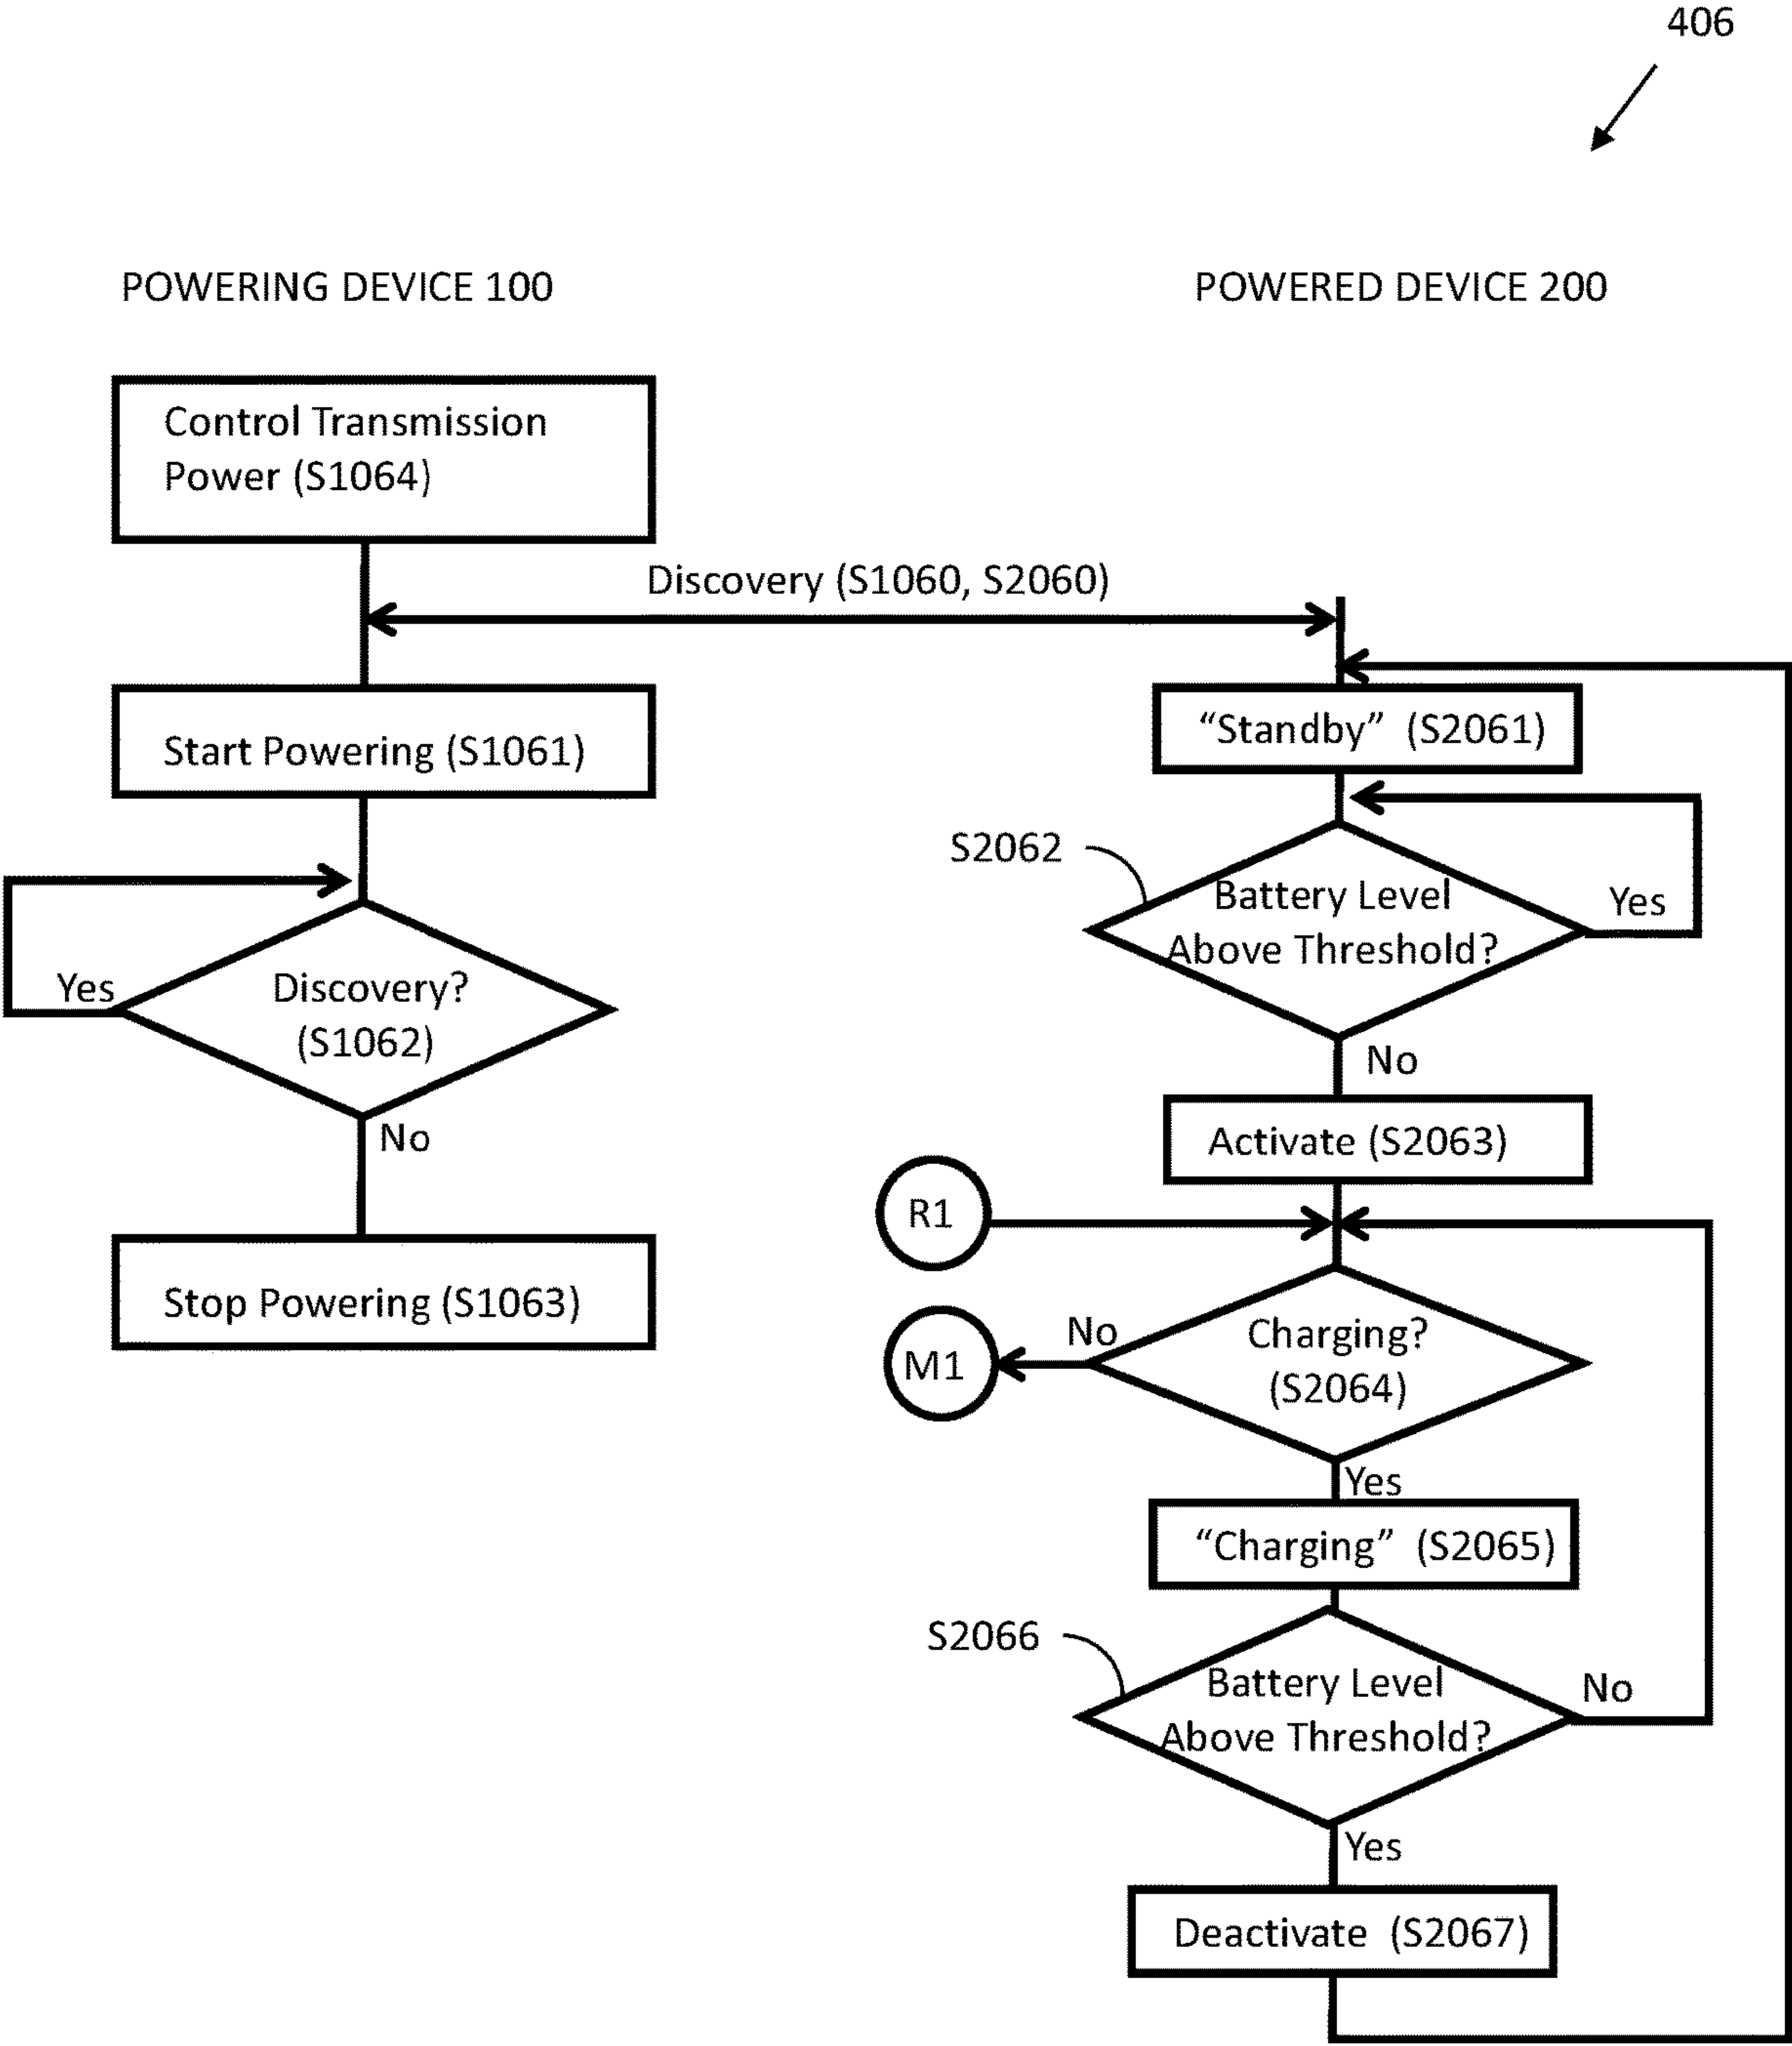 406
POWERING DEVICE 100
POWERED DEVICE 200
Control Transmission
Power (S1064)
Discovery (S1060, S2060)
Start Powering (S1061)
Yes
Discovery?
(S1062)
No
Stop Powering (S1063)
“Standby” (S2061)
S2062
Battery Level
Above Threshold?
Yes
No
Activate (S2063)
R1
M1
No
Charging?
(S2064)
Yes
“Charging” (S2065)
S2066
Battery Level
Above Threshold?
No
Yes
Deactivate (S2067)